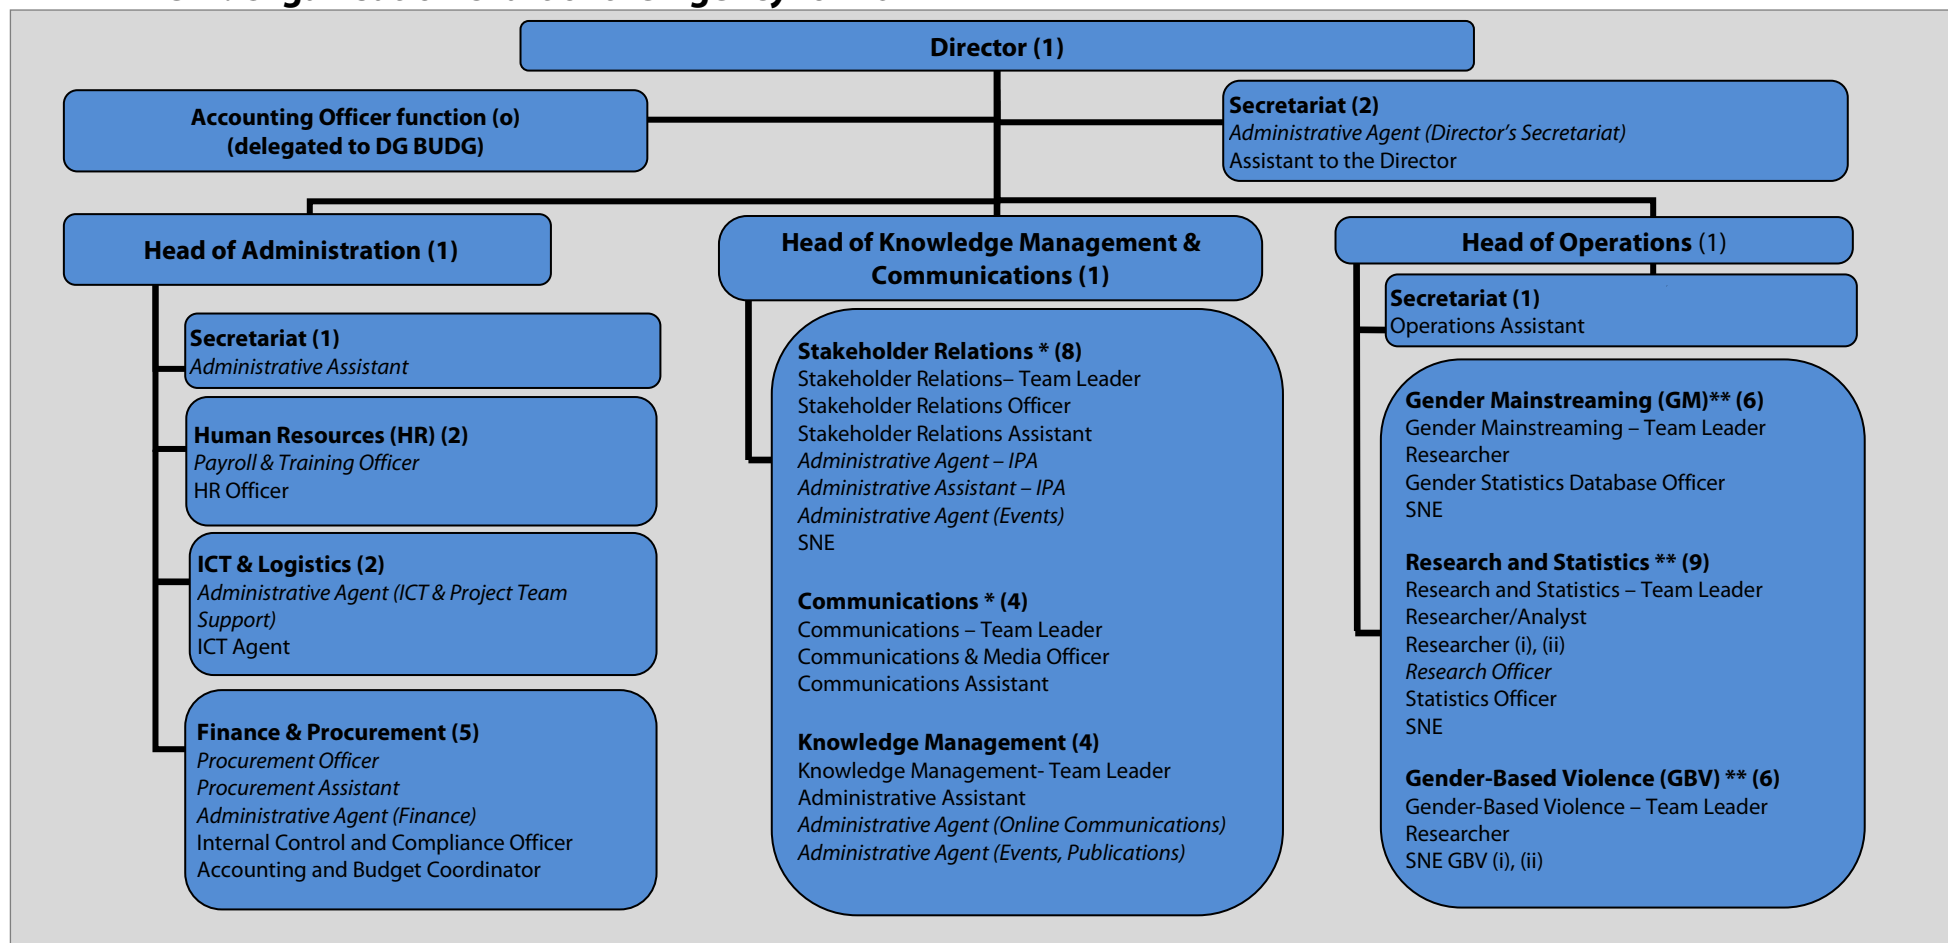 Director (1)
Accounting Officer function (o)
(delegated to DG BUDG)
Secretariat (2)
Administrative Agent (Director’s Secretariat)
Assistant to the Director
Head of Administration (1)
Head of Knowledge Management &
Communications (1)
Head of Operations (1)
Secretariat (1)
Administrative Assistant
Human Resources (HR) (2)
Payroll & Training Officer
HR Officer
ICT & Logistics (2)
Administrative Agent (ICT & Project Team
Support)
ICT Agent
Finance & Procurement (5)
Procurement Officer
Procurement Assistant
Administrative Agent (Finance)
Internal Control and Compliance Officer
Accounting and Budget Coordinator
Stakeholder Relations * (8)
Stakeholder Relations– Team Leader
Stakeholder Relations Officer
Stakeholder Relations Assistant
Administrative Agent – IPA
Administrative Assistant – IPA
Administrative Agent (Events)
SNE
Communications * (4)
Communications – Team Leader
Communications & Media Officer
Communications Assistant
Knowledge Management (4)
Knowledge Management- Team Leader
Administrative Assistant
Administrative Agent (Online Communications)
Administrative Agent (Events, Publications)
Secretariat (1)
Operations Assistant
Gender Mainstreaming (GM)** (6)
Gender Mainstreaming – Team Leader
Researcher
Gender Statistics Database Officer
SNE
Research and Statistics ** (9)
Research and Statistics – Team Leader
Researcher/Analyst
Researcher (i), (ii)
Research Officer
Statistics Officer
SNE
Gender-Based Violence (GBV) ** (6)
Gender-Based Violence – Team Leader
Researcher
SNE GBV (i), (ii)